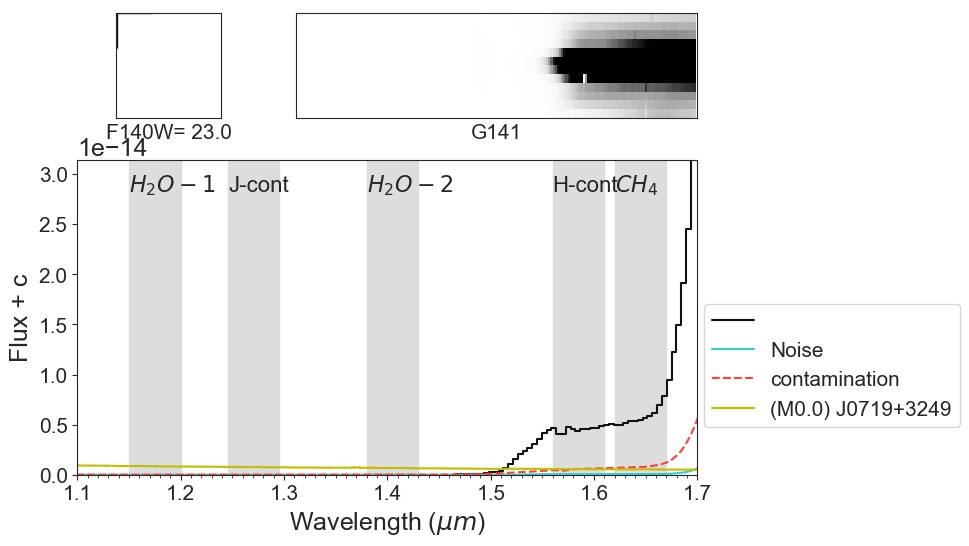 F140W= 23.0
G141
1e−14
H₂O − 1 J-cont H₂O − 2 H-cont CH₄
3.0
2.5
2.0
1.5
1.0
0.5
0.0
Flux + c
1.1 1.2 1.3 1.4 1.5 1.6 1.7
Wavelength (μm)
Noise
contamination
(M0.0) J0719+3249